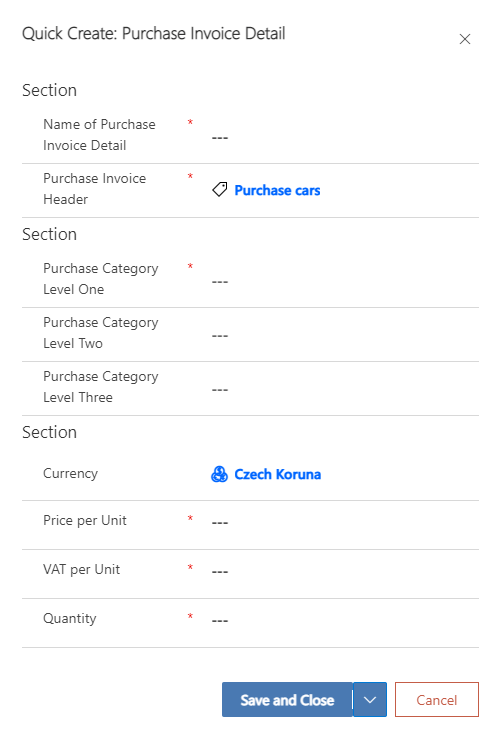 Quick Create: Purchase Invoice Detail
Section
Name of Purchase
Invoice Detail
*
---
Purchase Invoice
Header
*
Purchase cars
Section
Purchase Category
Level One
*
---
Purchase Category
Level Two
---
Purchase Category
Level Three
---
Section
Currency
Czech Koruna
Price per Unit * ---
VAT per Unit * ---
Quantity * ---
Save and Close
Cancel